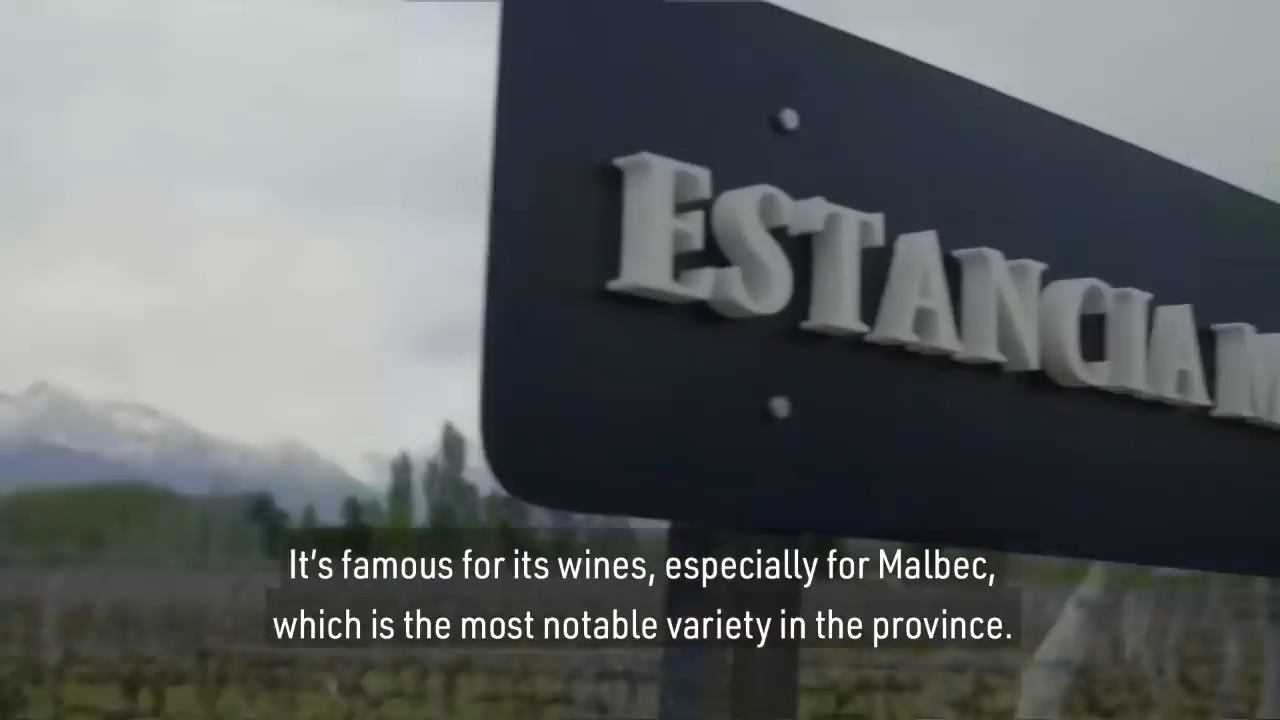 ESTANCIA M
It's famous for its wines, especially for Malbec,
which is the most notable variety in the province.